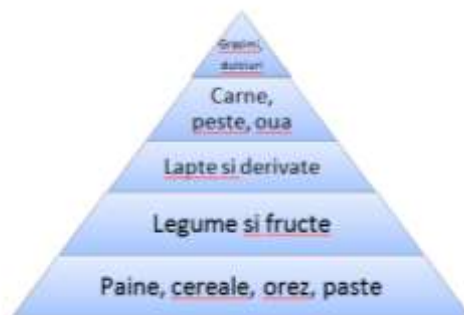 Grasimi,
dulciuri
Carne,
peste, oua
Lapte si derivate
Legume si fructe
Paine, cereale, orez, paste